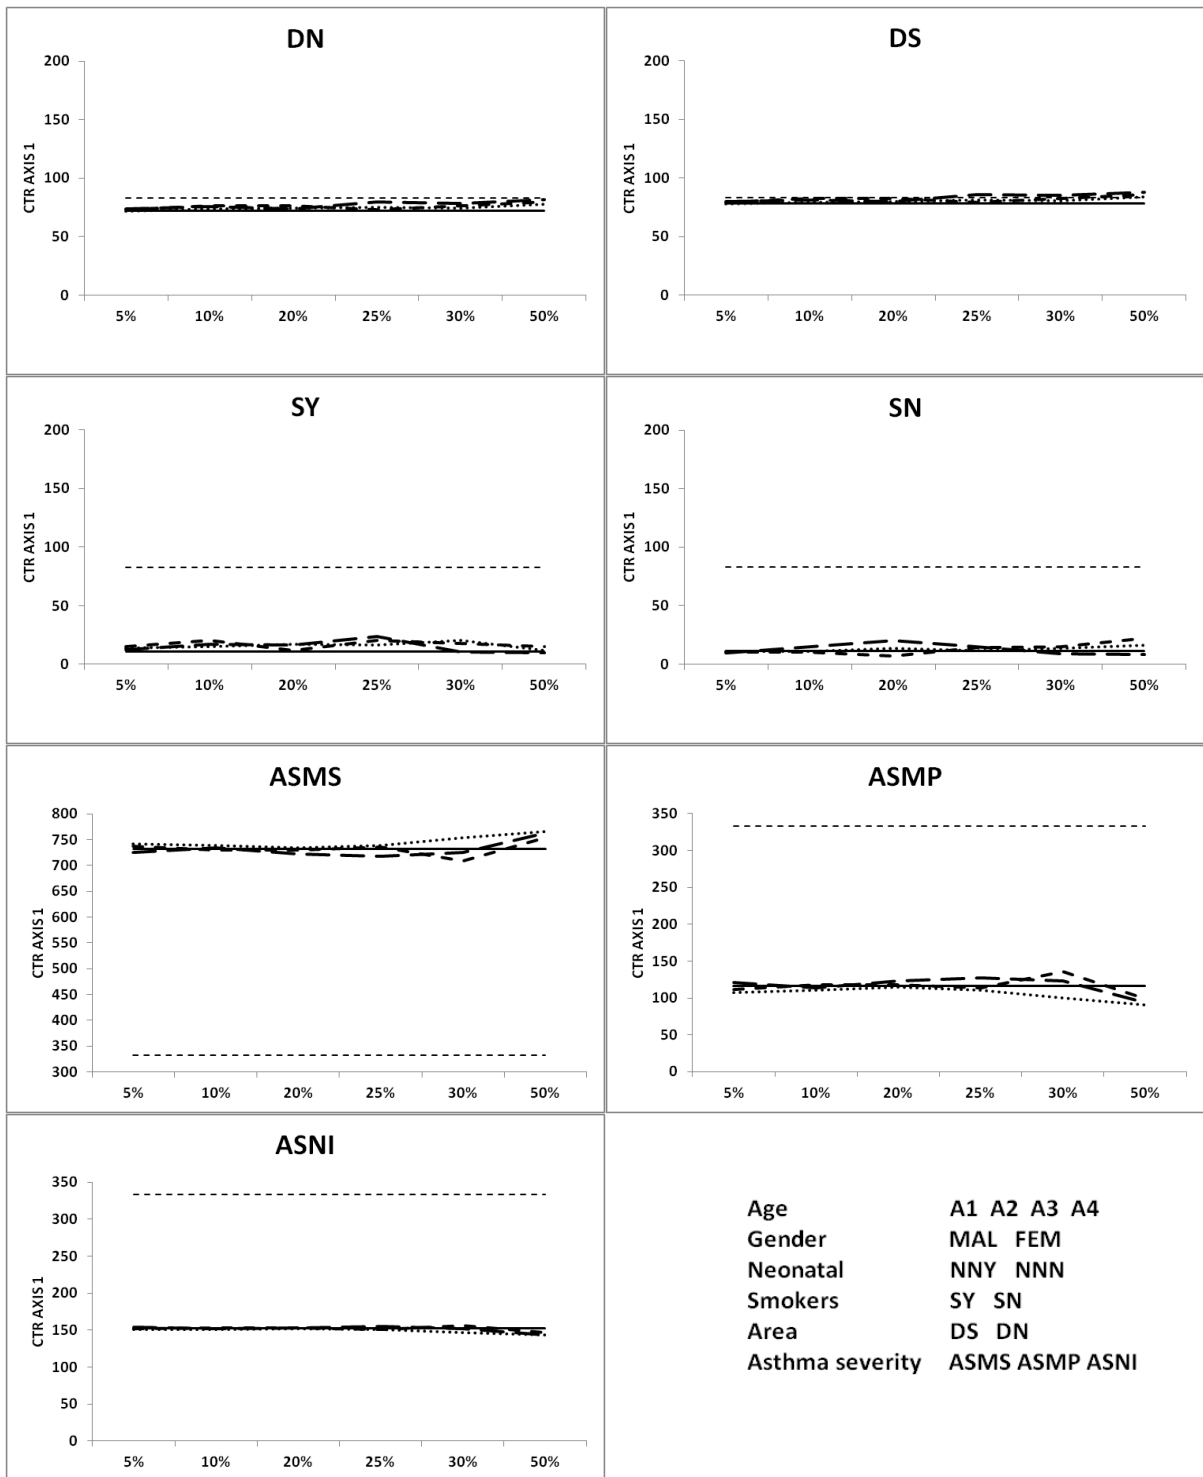 DN
200
150
100
50
0
CTR AXIS 1
5% 10% 20% 25% 30% 50%
DS
200
150
100
50
0
CTR AXIS 1
5% 10% 20% 25% 30% 50%
SY
200
150
100
50
0
CTR AXIS 1
5% 10% 20% 25% 30% 50%
SN
200
150
100
50
0
CTR AXIS 1
5% 10% 20% 25% 30% 50%
ASMS
800
750
700
650
600
550
500
450
400
350
300
CTR AXIS 1
5% 10% 20% 25% 30% 50%
ASMP
350
300
250
200
150
100
50
0
CTR AXIS 1
5% 10% 20% 25% 30% 50%
ASNI
350
300
250
200
150
100
50
0
CTR AXIS 1
5% 10% 20% 25% 30% 50%
Age A1 A2 A3 A4
Gender MAL FEM
Neonatal NNY NNN
Smokers SY SN
Area DS DN
Asthma severity ASMS ASMP ASNI